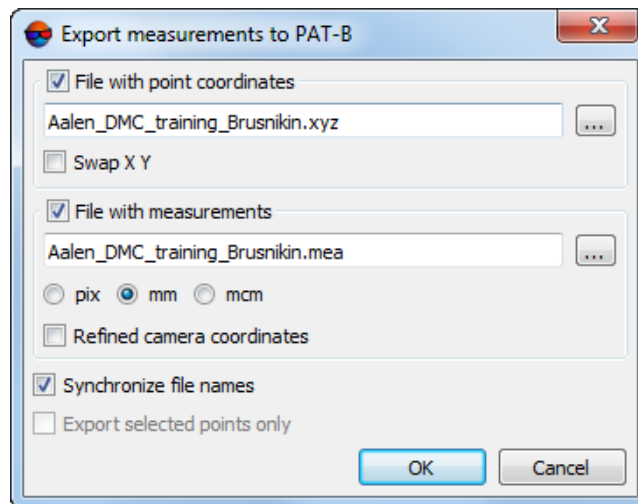 Export measurements to PAT-B
File with point coordinates
Aalen_DMC_training_Brusnikin.xyz
...
Swap X Y
File with measurements
Aalen_DMC_training_Brusnikin.mea
...
pix mm mcm
Refined camera coordinates
Synchronize file names
Export selected points only
OK Cancel